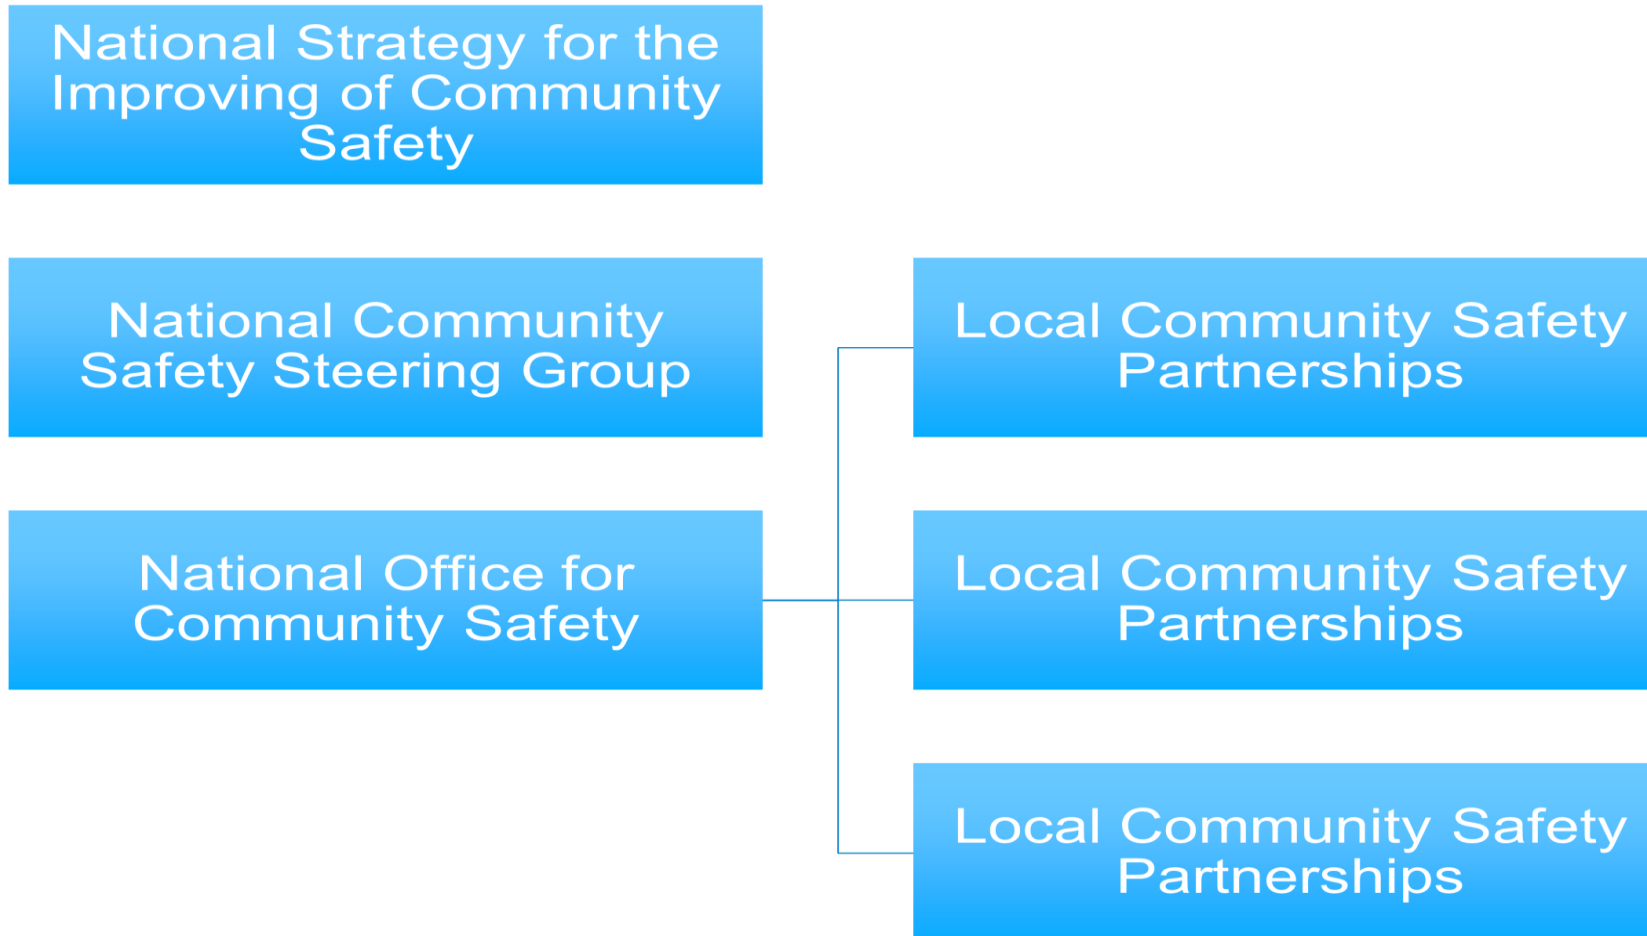 National Strategy for the
Improving of Community
Safety
National Community
Safety Steering Group
National Office for
Community Safety
Local Community Safety
Partnerships
Local Community Safety
Partnerships
Local Community Safety
Partnerships